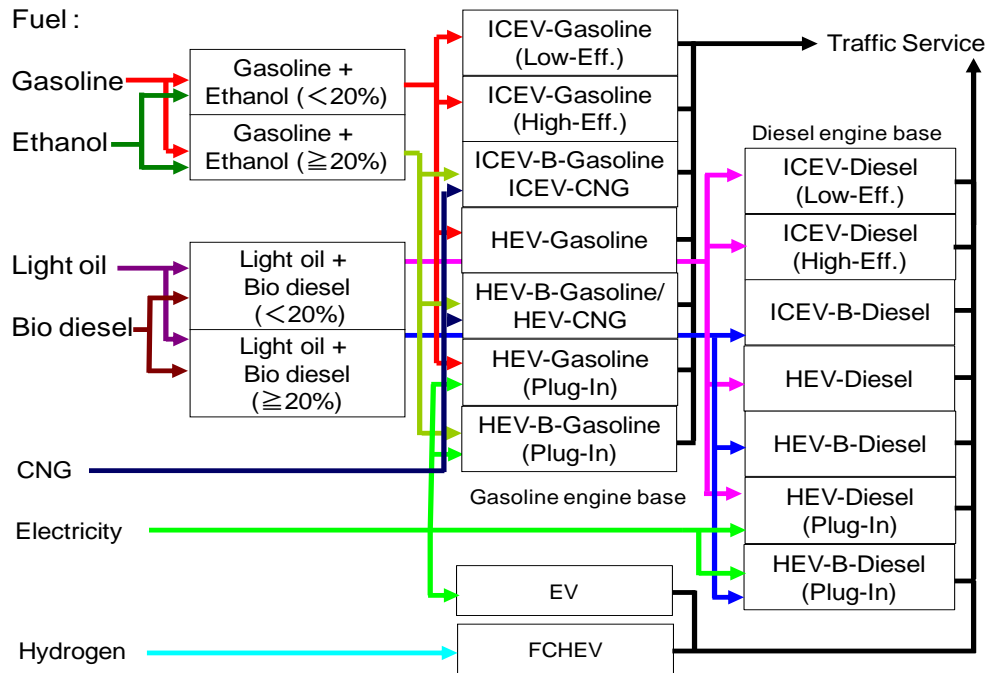 Fuel :
Gasoline
Ethanol
Light oil
Bio diesel
CNG
Electricity
Hydrogen
Gasoline +
Ethanol (<20%)
Gasoline +
Ethanol (≧20%)
Light oil +
Bio diesel
(<20%)
Light oil +
Bio diesel
(≧20%)
ICEV-Gasoline
(Low-Eff.)
ICEV-Gasoline
(High-Eff.)
ICEV-B-Gasoline
ICEV-CNG
HEV-Gasoline
HEV-B-Gasoline/
HEV-CNG
HEV-Gasoline
(Plug-In)
HEV-B-Gasoline
(Plug-In)
Gasoline engine base
EV
FCHEV
Traffic Service
Diesel engine base
ICEV-Diesel
(Low-Eff.)
ICEV-Diesel
(High-Eff.)
ICEV-B-Diesel
HEV-Diesel
HEV-B-Diesel
HEV-Diesel
(Plug-In)
HEV-B-Diesel
(Plug-In)